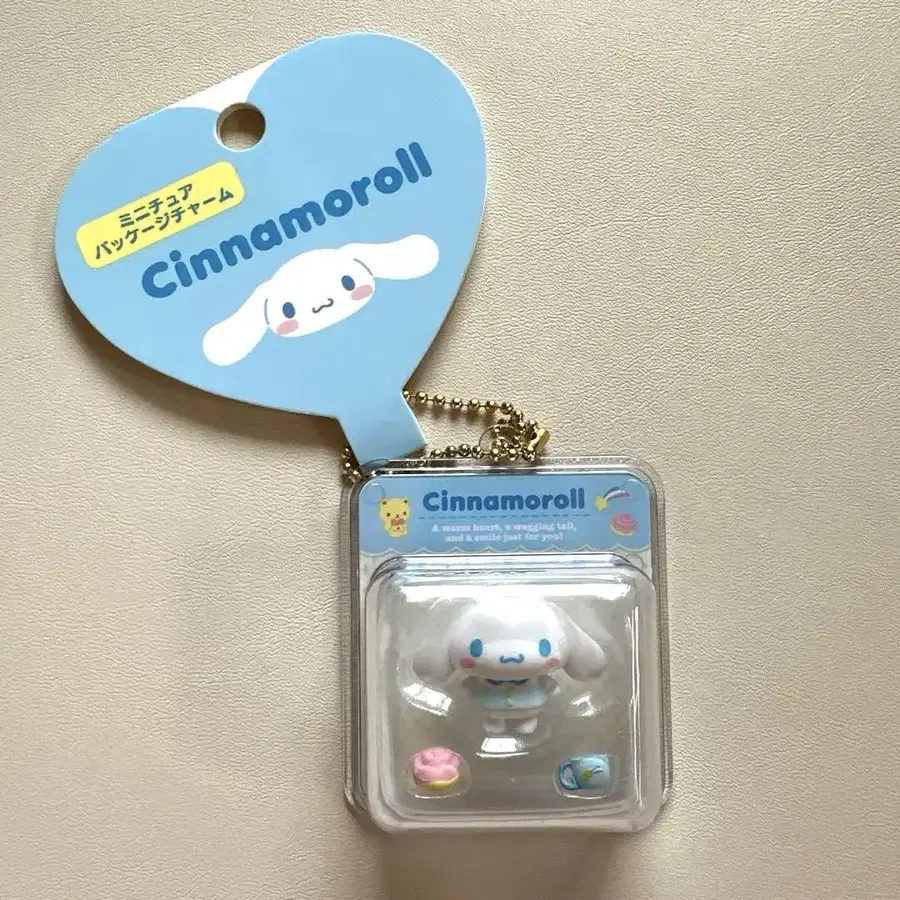 ミニチュア
パッケージチャーム
Cinnamoroll
Cinnamoroll
A warm heart, a wagging tail,
and a smile just for you!